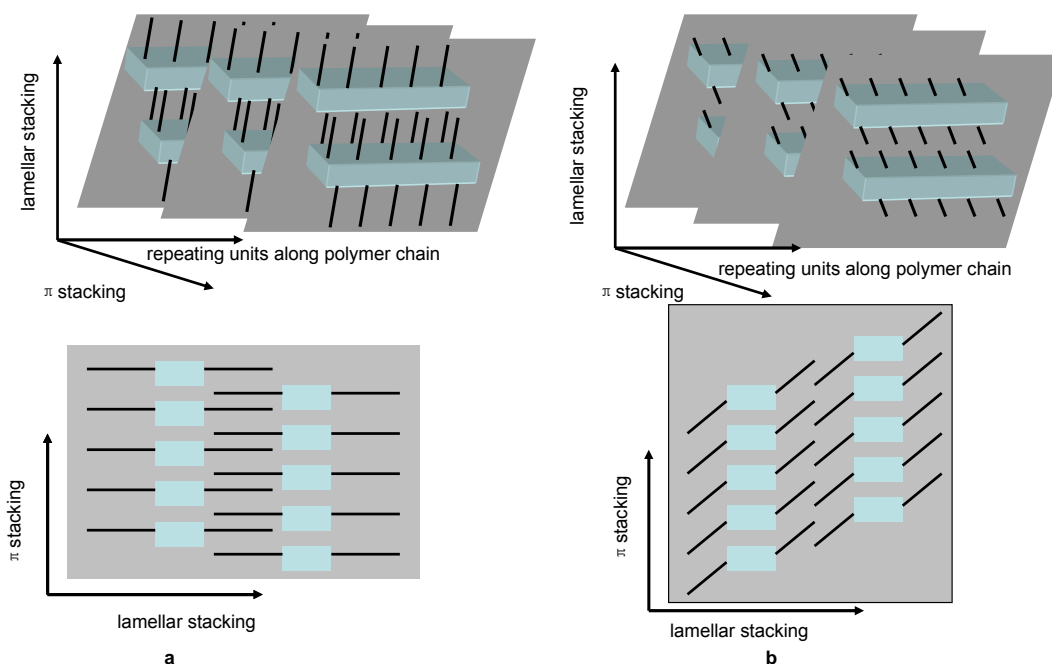 lamellar stacking
repeating units along polymer chain
π stacking
lamellar stacking
repeating units along polymer chain
π stacking
π stacking
lamellar stacking
a
π stacking
lamellar stacking
b